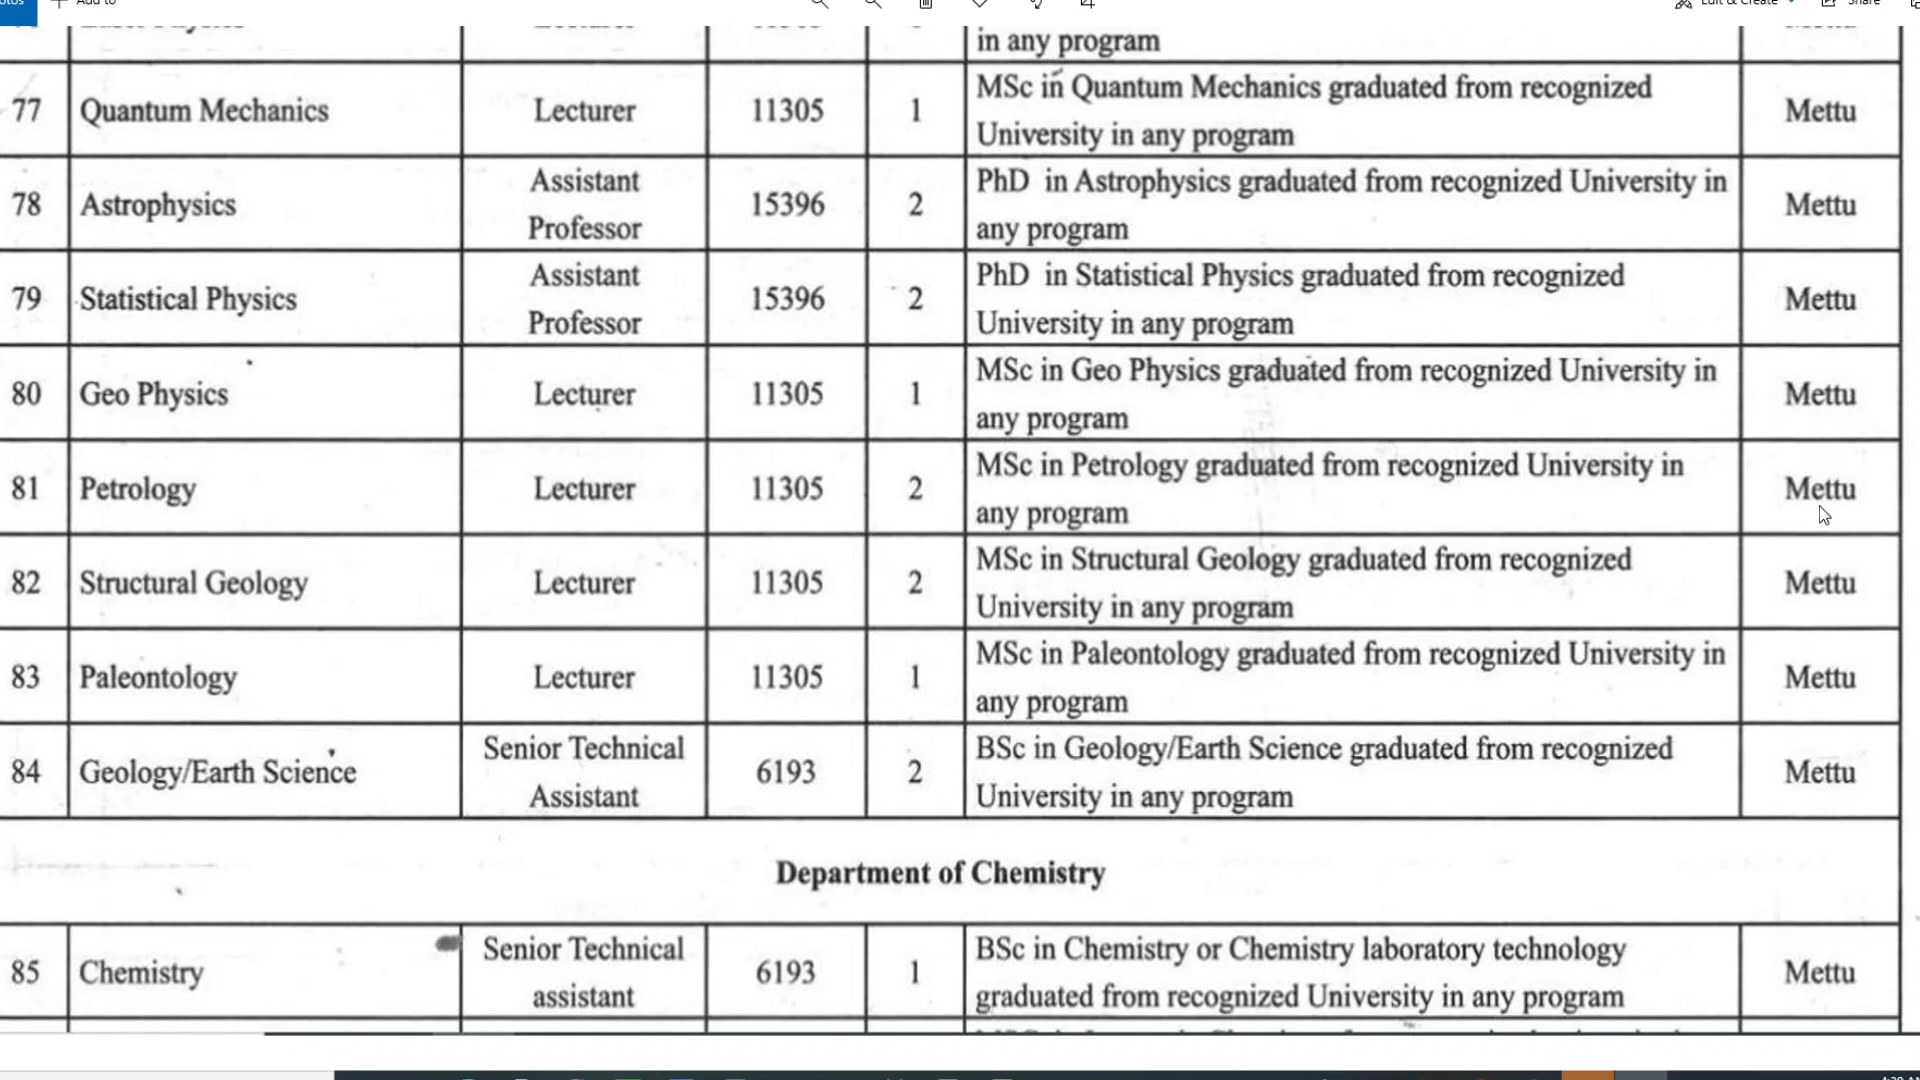 Add to
Edit & Create
Share
in any program
77 Quantum Mechanics Lecturer 11305 1 MSc in Quantum Mechanics graduated from recognized University in any program Mettu
78 Astrophysics Assistant Professor 15396 2 PhD in Astrophysics graduated from recognized University in any program Mettu
79 Statistical Physics Assistant Professor 15396 2 PhD in Statistical Physics graduated from recognized University in any program Mettu
80 Geo Physics Lecturer 11305 1 MSc in Geo Physics graduated from recognized University in any program Mettu
81 Petrology Lecturer 11305 2 MSc in Petrology graduated from recognized University in any program Mettu
82 Structural Geology Lecturer 11305 2 MSc in Structural Geology graduated from recognized University in any program Mettu
83 Paleontology Lecturer 11305 1 MSc in Paleontology graduated from recognized University in any program Mettu
84 Geology/Earth Science Senior Technical Assistant 6193 2 BSc in Geology/Earth Science graduated from recognized University in any program Mettu
Department of Chemistry
85 Chemistry Senior Technical assistant 6193 1 BSc in Chemistry or Chemistry laboratory technology graduated from recognized University in any program Mettu